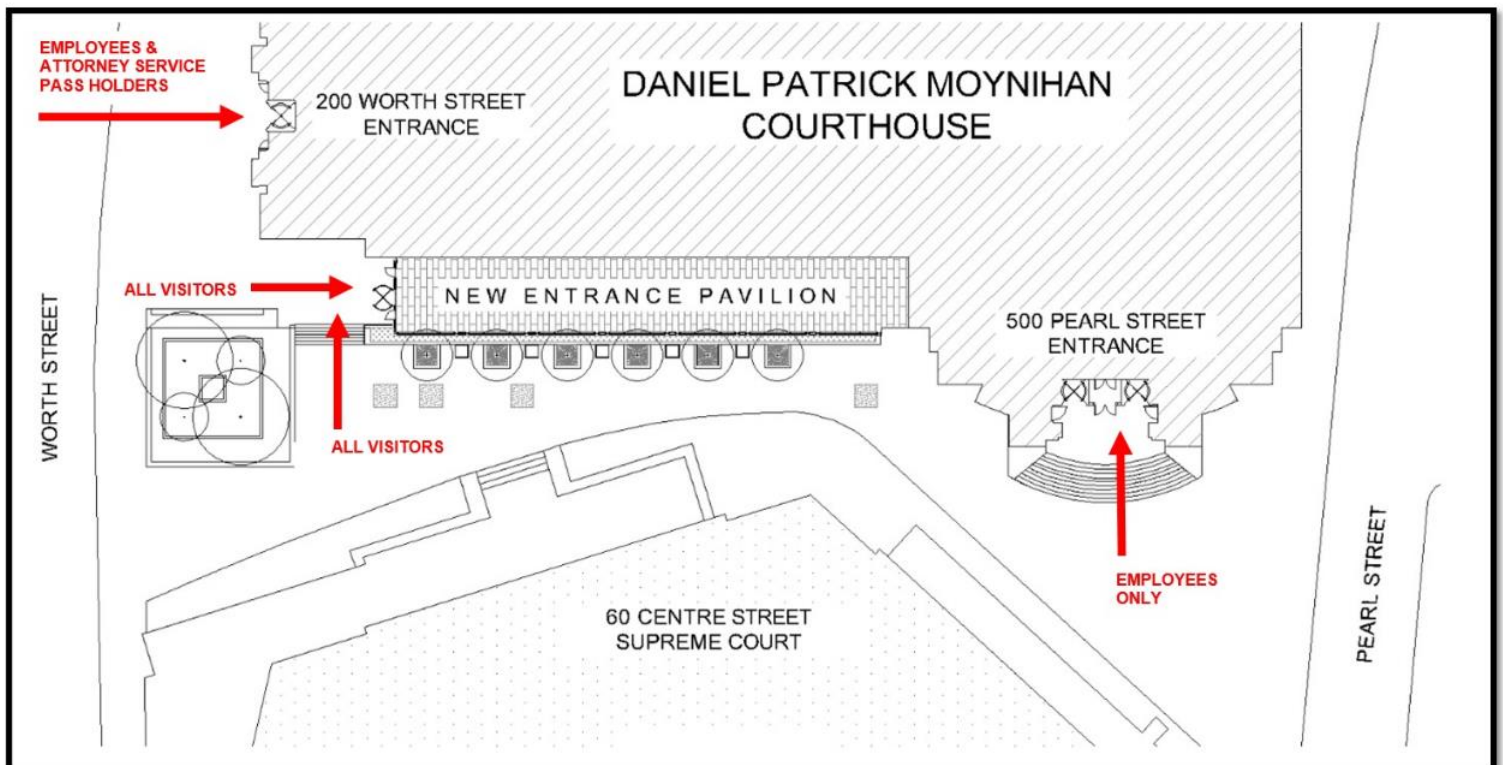 EMPLOYEES &
ATTORNEY SERVICE
PASS HOLDERS
200 WORTH STREET
ENTRANCE
DANIEL PATRICK MOYNIHAN
COURTHOUSE
ALL VISITORS
NEW ENTRANCE PAVILION
500 PEARL STREET
ENTRANCE
WORTH STREET
ALL VISITORS
EMPLOYEES
ONLY
PEARL STREET
60 CENTRE STREET
SUPREME COURT